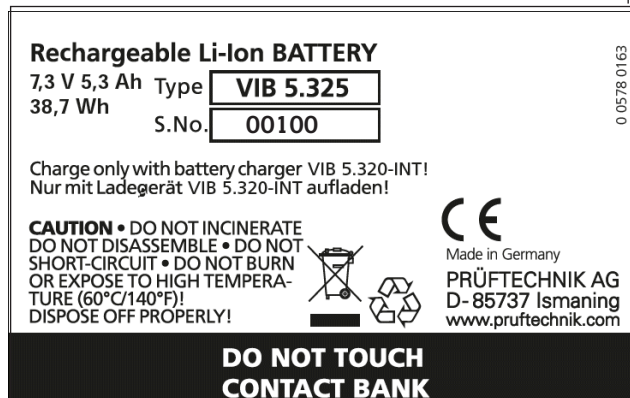 Rechargeable Li-Ion BATTERY
7,3 V 5,3 Ah Type VIB 5.325
38,7 Wh
S.No. 00100
0 0578 0163
Charge only with battery charger VIB 5.320-INT!
Nur mit Ladegerät VIB 5.320-INT aufladen!
CAUTION • DO NOT INCINERATE
DO NOT DISASSEMBLE • DO NOT
SHORT-CIRCUIT • DO NOT BURN
OR EXPOSE TO HIGH TEMPERA-
TURE (60°C/140°F)!
DISPOSE OFF PROPERLY!
CE
Made in Germany
PRÜFTECHNIK AG
D-85737 Ismaning
www.pruftechnik.com
DO NOT TOUCH
CONTACT BANK